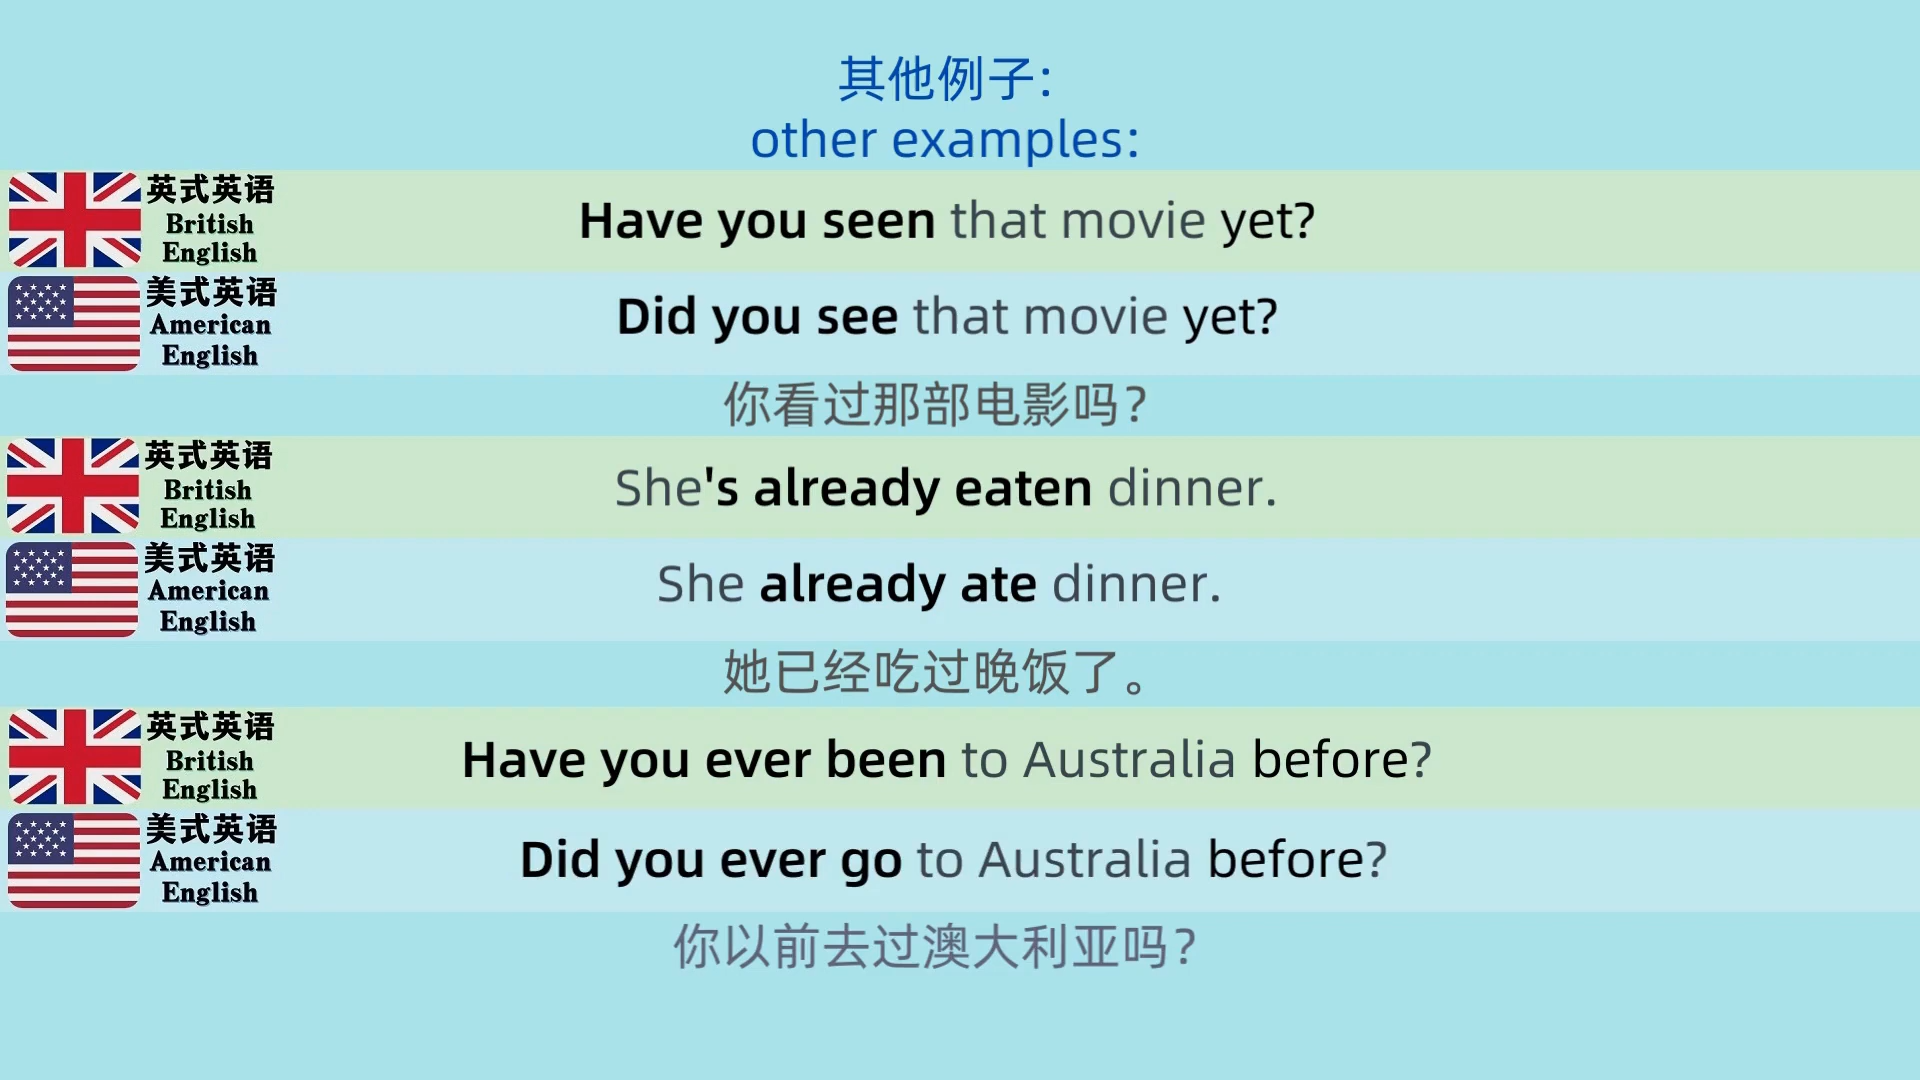 其他例子：
other examples:
英式英语
British
English
Have you seen that movie yet?
美式英语
American
English
Did you see that movie yet?
你看过那部电影吗？
英式英语
British
English
She's already eaten dinner.
美式英语
American
English
She already ate dinner.
她已经吃过晚饭了。
英式英语
British
English
Have you ever been to Australia before?
美式英语
American
English
Did you ever go to Australia before?
你以前去过澳大利亚吗？